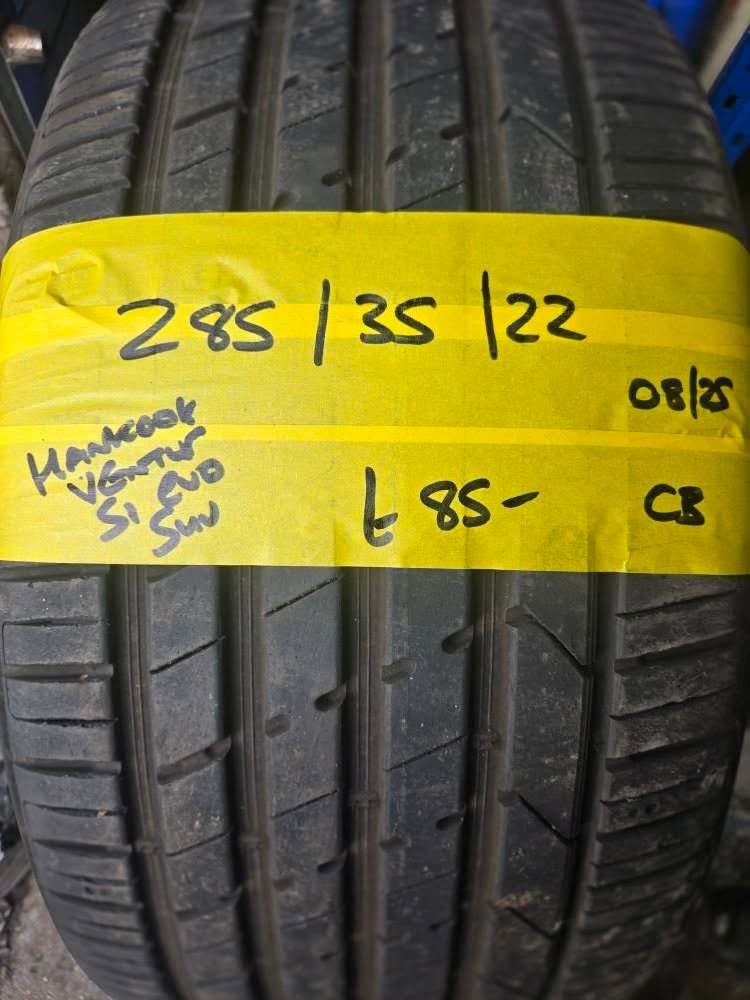 285/35/22
08/25
HANKOOK
VENTUS
S1 EVO
SUV
£85-
CB